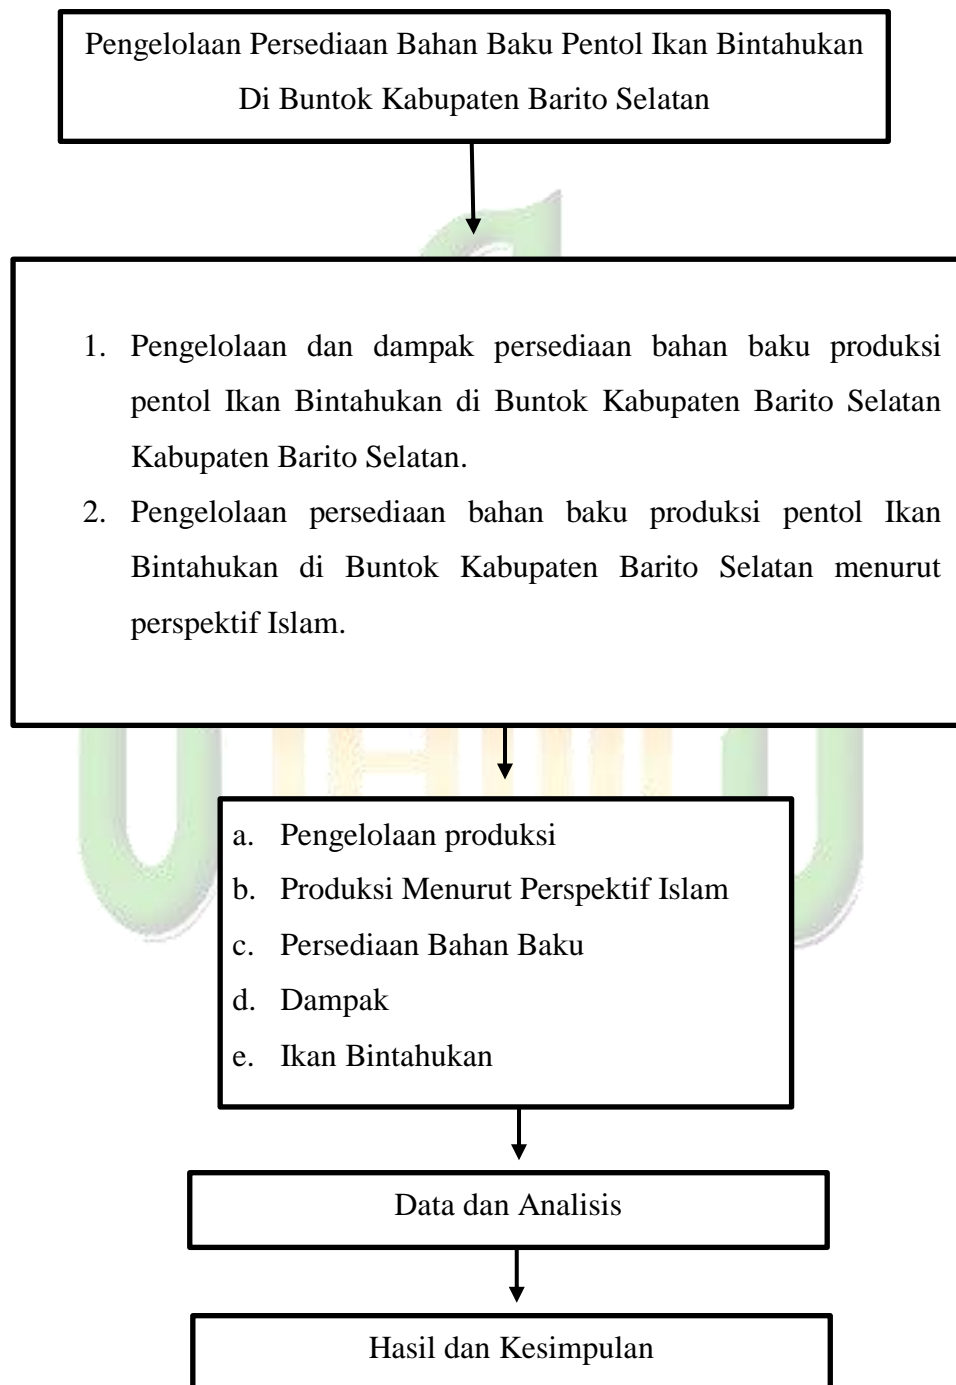 Pengelolaan Persediaan Bahan Baku Pentol Ikan Bintahukan
Di Buntok Kabupaten Barito Selatan
1. Pengelolaan dan dampak persediaan bahan baku produksi
pentol Ikan Bintahukan di Buntok Kabupaten Barito Selatan
Kabupaten Barito Selatan.
2. Pengelolaan persediaan bahan baku produksi pentol Ikan
Bintahukan di Buntok Kabupaten Barito Selatan menurut
perspektif Islam.
a. Pengelolaan produksi
b. Produksi Menurut Perspektif Islam
c. Persediaan Bahan Baku
d. Dampak
e. Ikan Bintahukan
Data dan Analisis
Hasil dan Kesimpulan